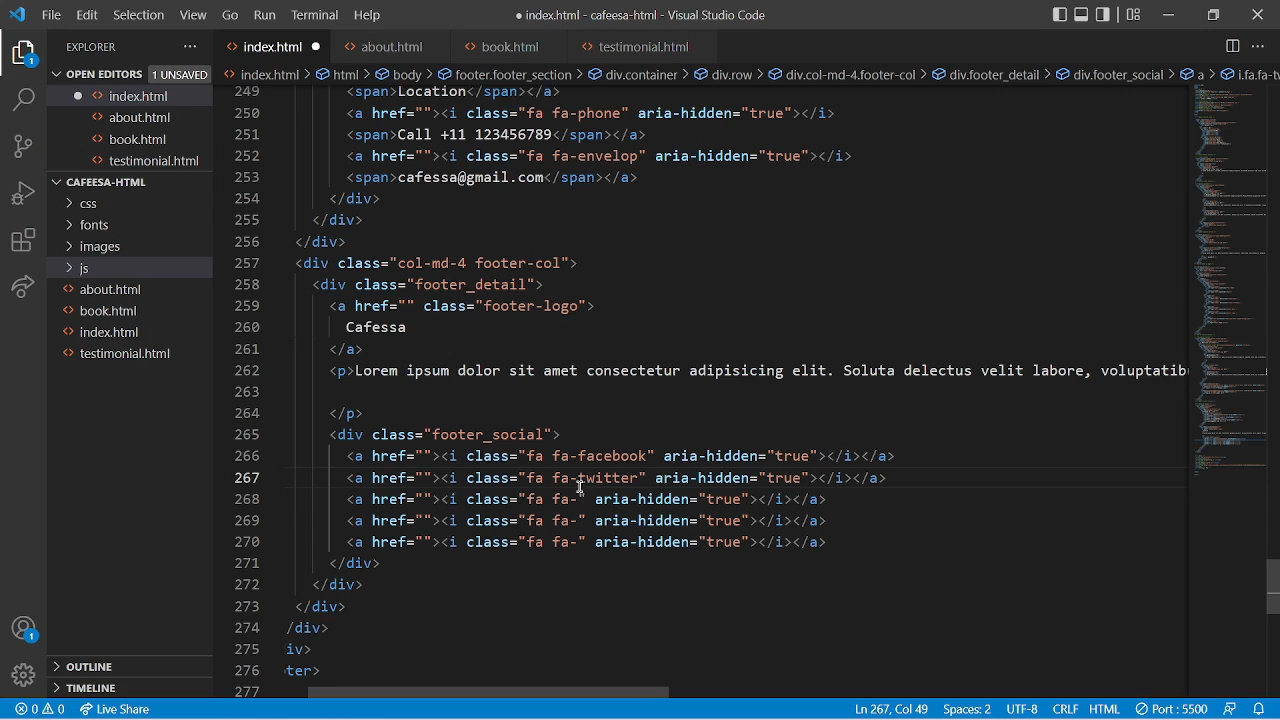 File Edit Selection View Go Run Terminal Help
● index.html - cafeesa-html - Visual Studio Code
EXPLORER
index.html
about.html
book.html
testimonial.html
OPEN EDITORS 1 UNSAVED
index.html
about.html
book.html
testimonial.html
CAFEESA-HTML
css
fonts
images
js
about.html
book.html
index.html
testimonial.html
OUTLINE
TIMELINE
index.html > html > body > footer.footer_section > div.container > div.row > div.col-md-4.footer-col > div.footer_detail > div.footer_social > a > i.fa.fa-tw
249 <span>Location</span></a>
250 <a href=""><i class="fa fa-phone" aria-hidden="true"></i>
251 <span>Call +11 123456789</span></a>
252 <a href=""><i class="fa fa-envelop" aria-hidden="true"></i>
253 <span>cafessa@gmail.com</span></a>
254 </div>
255 </div>
256 </div>
257 <div class="col-md-4 footer-col">
258 <div class="footer_detail">
259 <a href="" class="footer-logo">
260 Cafessa
261 </a>
262 <p>Lorem ipsum dolor sit amet consectetur adipisicing elit. Soluta delectus velit labore, voluptatib
263
264 </p>
265 <div class="footer_social">
266 <a href=""><i class="fa fa-facebook" aria-hidden="true"></i></a>
267 <a href=""><i class="fa fa-twitter" aria-hidden="true"></i></a>
268 <a href=""><i class="fa fa-" aria-hidden="true"></i></a>
269 <a href=""><i class="fa fa-" aria-hidden="true"></i></a>
270 <a href=""><i class="fa fa-" aria-hidden="true"></i></a>
271 </div>
272 </div>
273 </div>
274 /div>
275 iv>
276 ter>
277
0 0 Live Share
Ln 267, Col 49 Spaces: 2 UTF-8 CRLF HTML Port : 5500